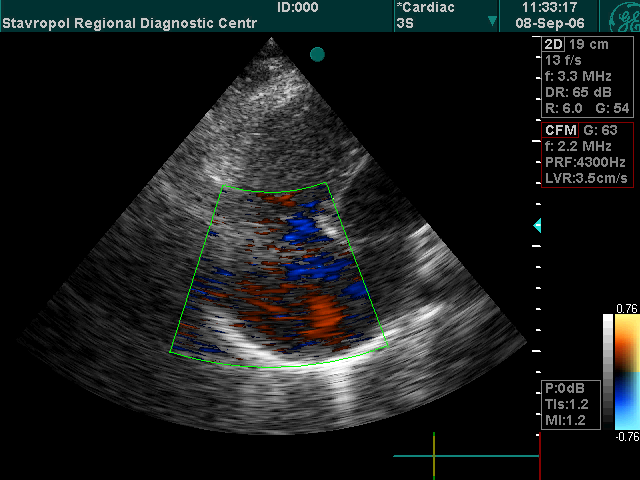 ID:000
Stavropol Regional Diagnostic Centr
*Cardiac
3S
11:33:17
08-Sep-06
2D 19 cm
13 f/s
f: 3.3 MHz
DR: 65 dB
R: 6.0 G: 54
CFM G: 63
f: 2.2 MHz
PRF:4300Hz
LVR:3.5cm/s
0.76
-0.76
P:0dB
TIs:1.2
MI:1.2